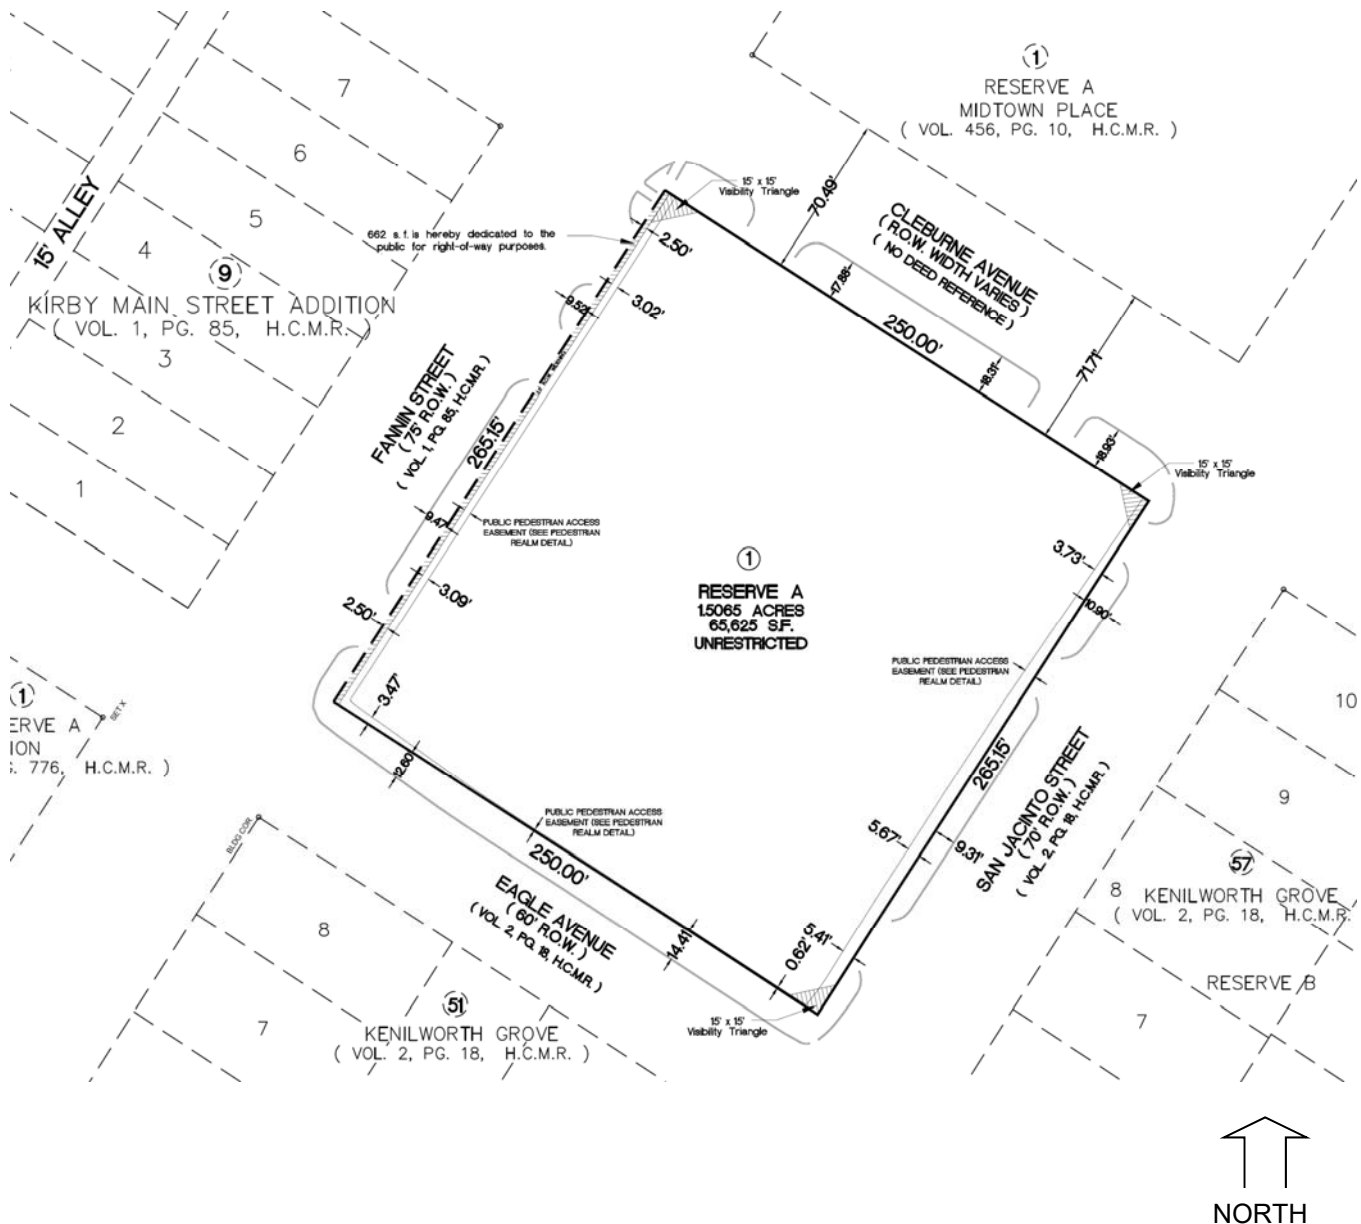 1
RESERVE A
MIDTOWN PLACE
( VOL. 456, PG. 10, H.C.M.R. )
7
6
5
4
15' ALLEY
9
KIRBY MAIN STREET ADDITION
( VOL. 1, PG. 85, H.C.M.R. )
3
2
1
15' x 15'
Visibility Triangle
662 s.f. is hereby dedicated to the
public for right-of-way purposes.
2.50'
3.02'
9.52'
70.49'
CLEBURNE AVENUE
( R.O.W. WIDTH VARIES )
( NO DEED REFERENCE )
17.88'
250.00'
18.31'
71.71'
18.93'
15' x 15'
Visibility Triangle
FANNIN STREET
( 75' R.O.W. )
( VOL. 1, PG. 85, H.C.M.R. )
265.15'
9.47'
PUBLIC PEDESTRIAN ACCESS
EASEMENT (SEE PEDESTRIAN
REALM DETAIL)
3.09'
2.50'
3.47'
1
RESERVE A
1.5065 ACRES
65,625 S.F.
UNRESTRICTED
3.73'
10.90'
PUBLIC PEDESTRIAN ACCESS
EASEMENT (SEE PEDESTRIAN
REALM DETAIL)
265.15'
SAN JACINTO STREET
( 70' R.O.W. )
( VOL. 2, PG. 18, H.C.M.R. )
10
9
57
8
KENILWORTH GROVE
( VOL. 2, PG. 18, H.C.M.R.
RESERVE B
7
1
ERVE A
ION
776, H.C.M.R. )
SET X
12.60'
PUBLIC PEDESTRIAN ACCESS
EASEMENT (SEE PEDESTRIAN
REALM DETAIL)
250.00'
EAGLE AVENUE
( 60' R.O.W. )
( VOL. 2, PG. 18, H.C.M.R. )
14.41'
5.67'
9.31'
5.41'
0.62'
15' x 15'
Visibility Triangle
BLDG COR
8
7
51
KENILWORTH GROVE
( VOL. 2, PG. 18, H.C.M.R. )
NORTH